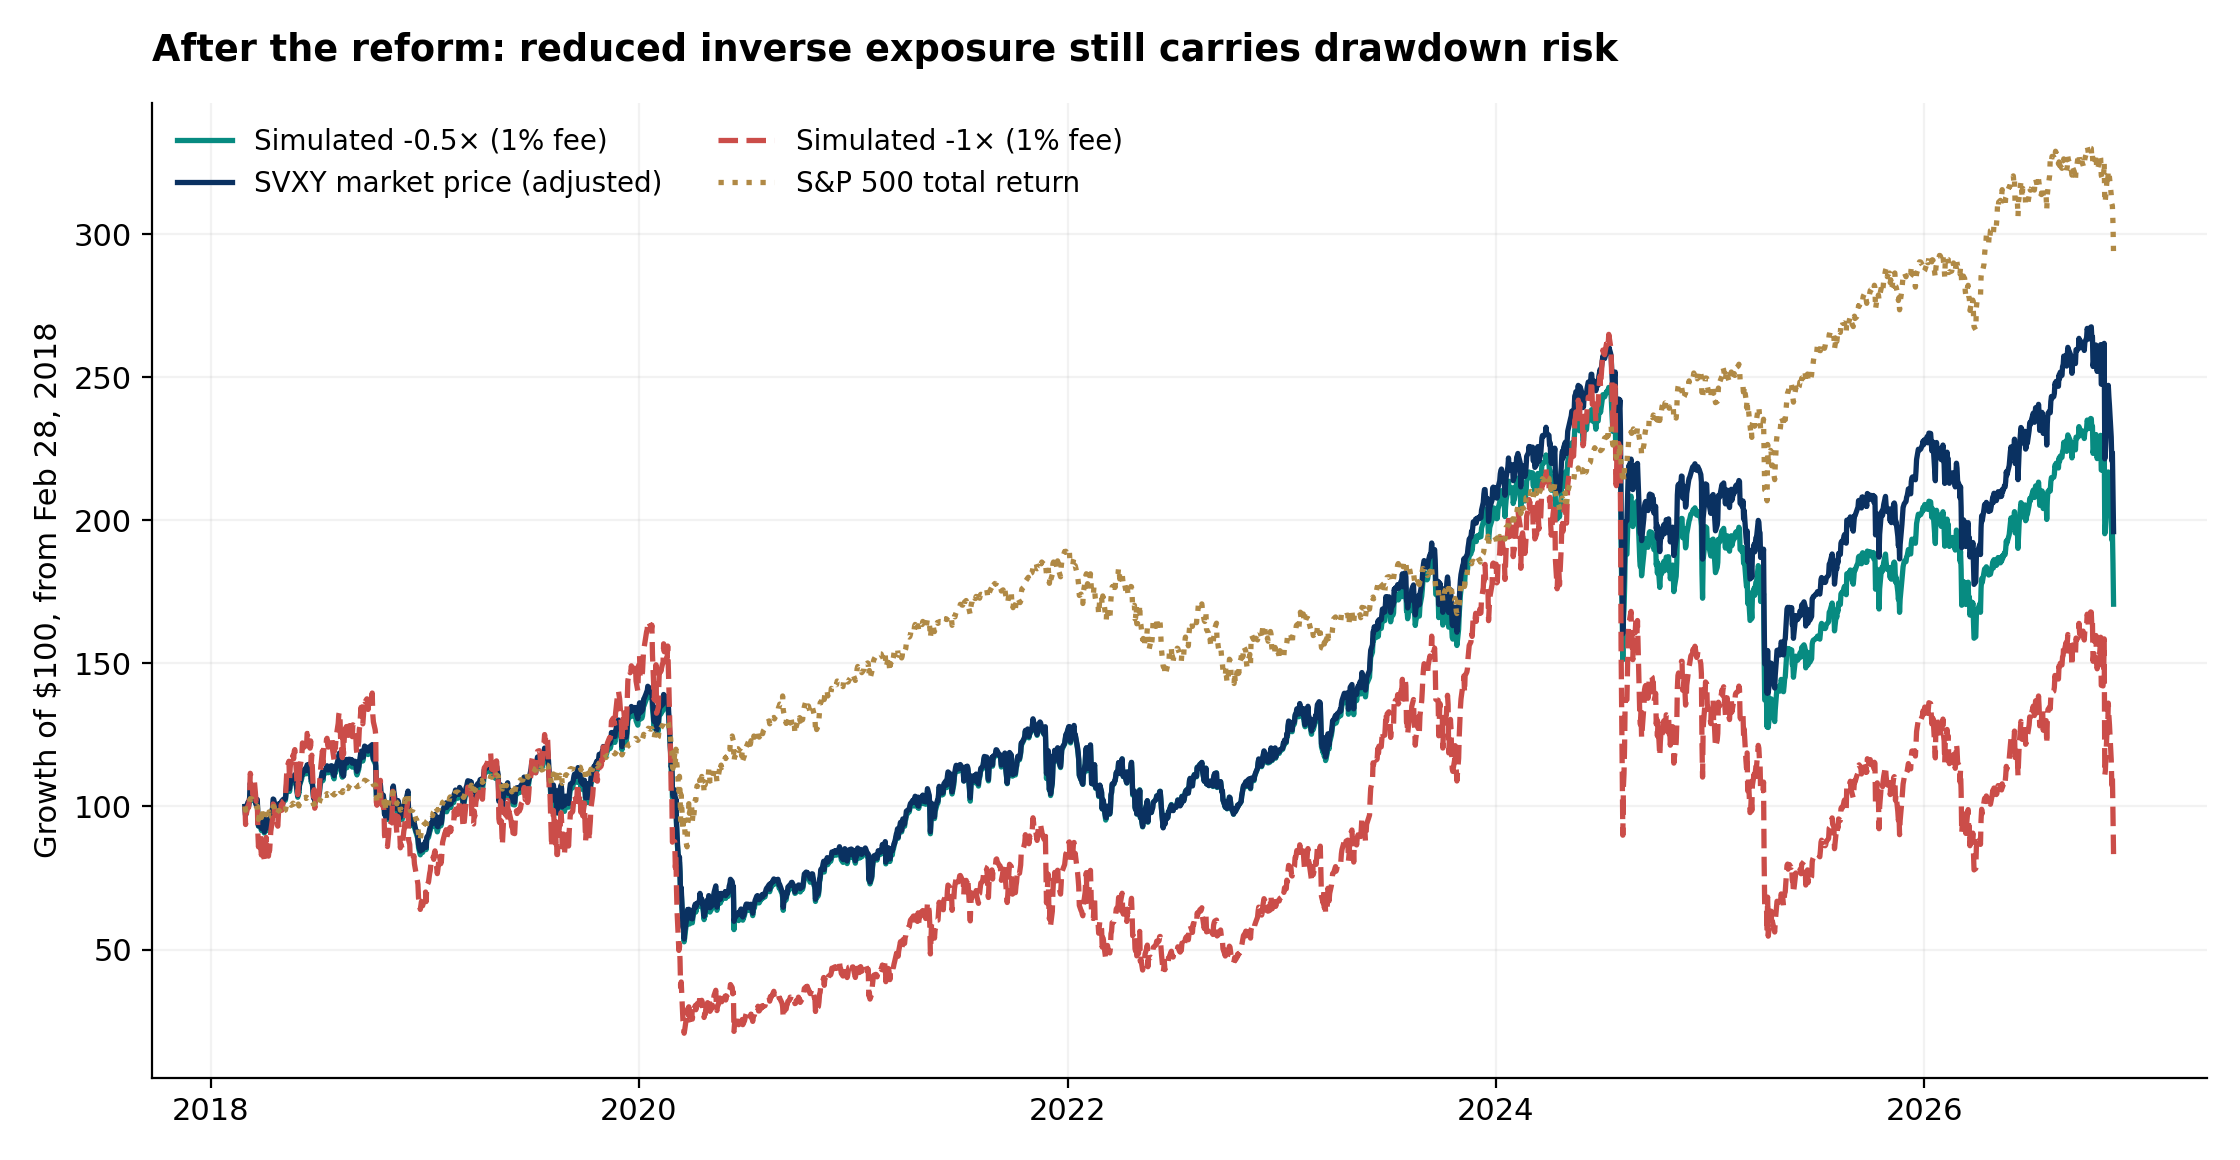 After the reform: reduced inverse exposure still carries drawdown risk
Simulated -0.5× (1% fee)
SVXY market price (adjusted)
Simulated -1× (1% fee)
S&P 500 total return
Growth of $100, from Feb 28, 2018
300
250
200
150
100
50
2018
2020
2022
2024
2026